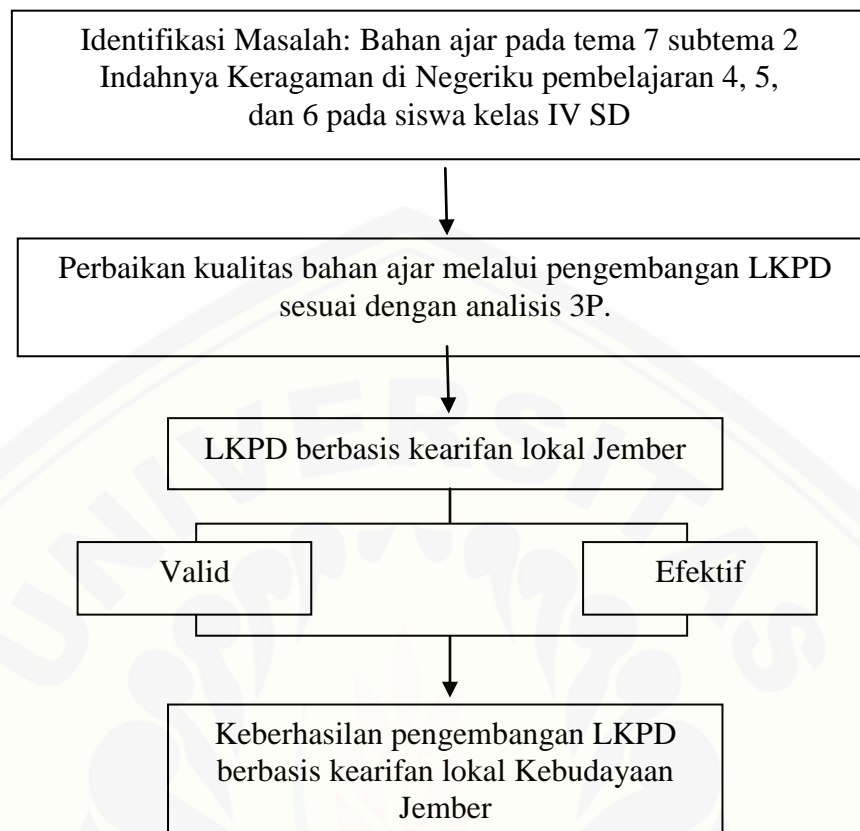 Identifikasi Masalah: Bahan ajar pada tema 7 subtema 2
Indahnya Keragaman di Negeriku pembelajaran 4, 5,
dan 6 pada siswa kelas IV SD
Perbaikan kualitas bahan ajar melalui pengembangan LKPD
sesuai dengan analisis 3P.
LKPD berbasis kearifan lokal Jember
Valid
Efektif
Keberhasilan pengembangan LKPD
berbasis kearifan lokal Kebudayaan
Jember
UNIVERSITAS